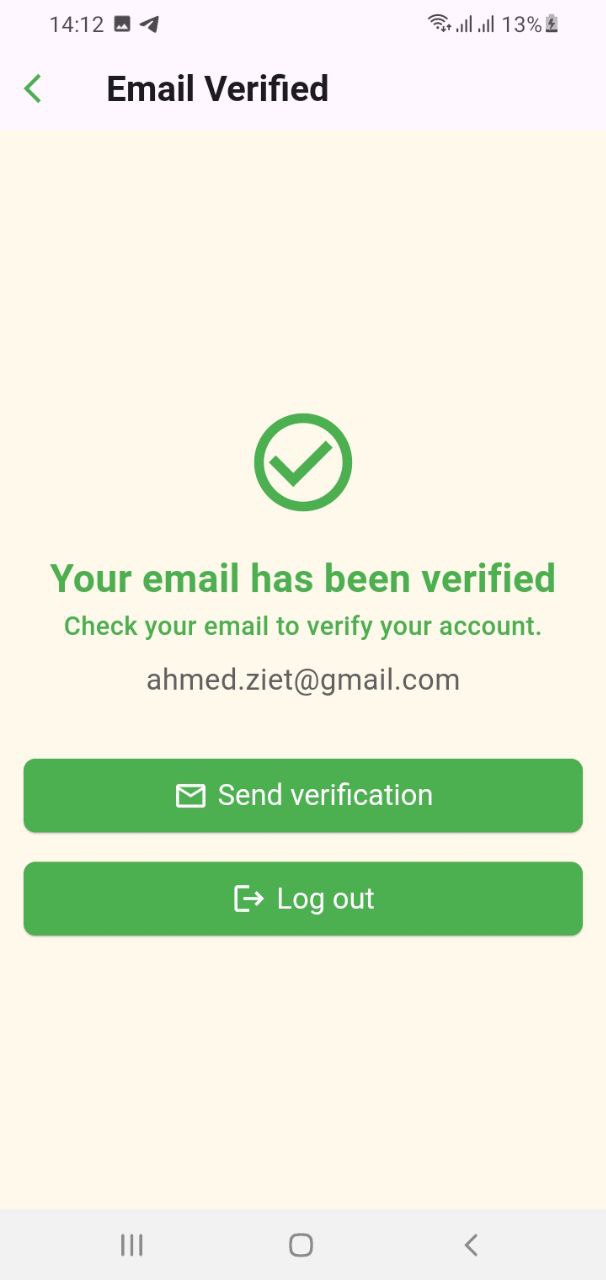 14:12 13%
Email Verified
Your email has been verified
Check your email to verify your account.
ahmed.ziet@gmail.com
Send verification
Log out